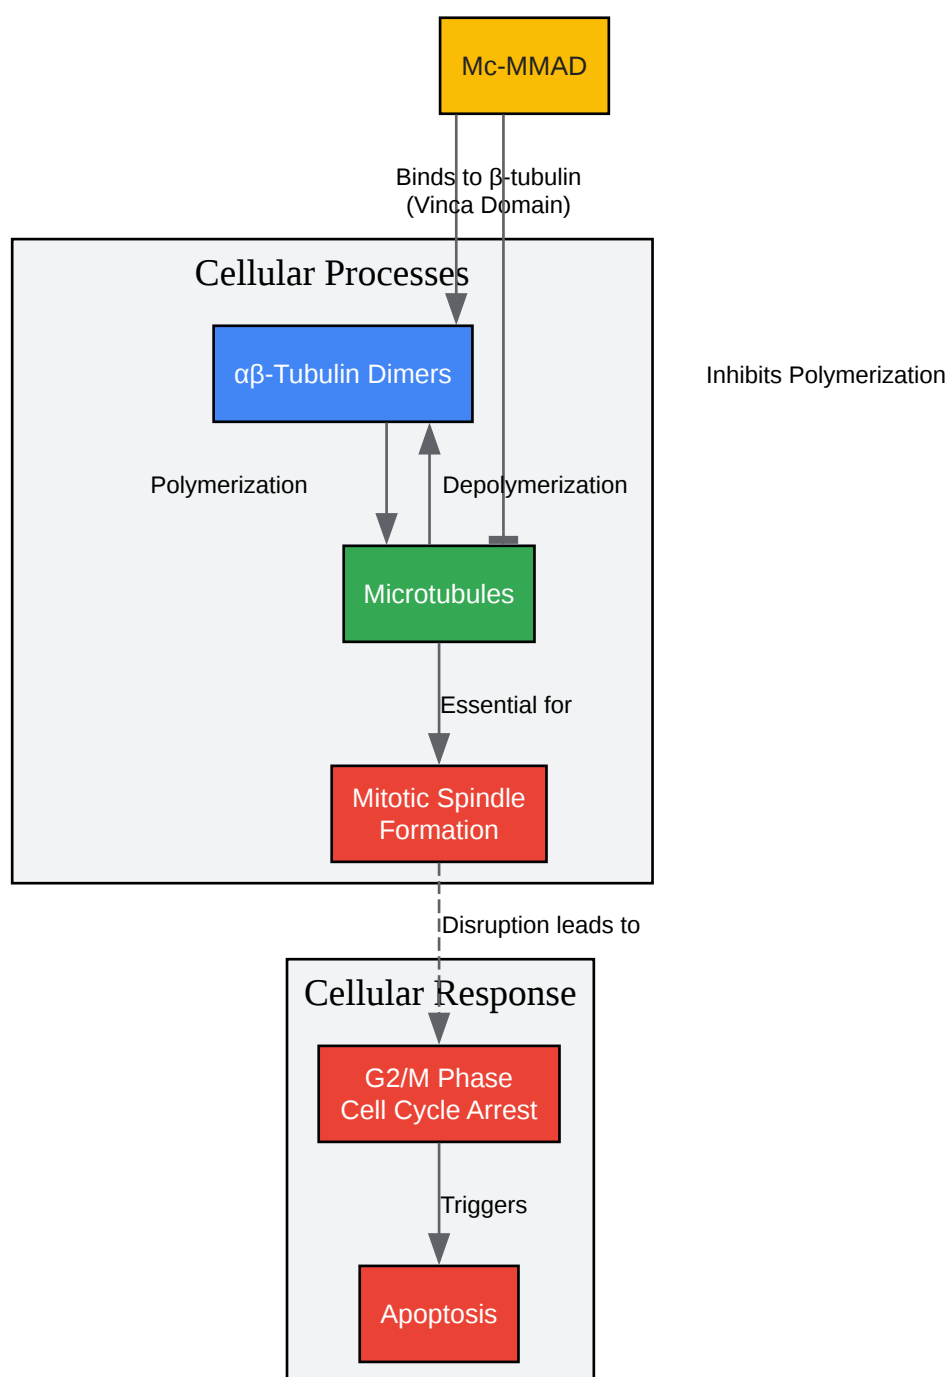 Mc-MMAD
Binds to β-tubulin
(Vinca Domain)
Cellular Processes
αβ-Tubulin Dimers
Inhibits Polymerization
Polymerization
Depolymerization
Microtubules
Essential for
Mitotic Spindle
Formation
Disruption leads to
Cellular Response
G2/M Phase
Cell Cycle Arrest
Triggers
Apoptosis